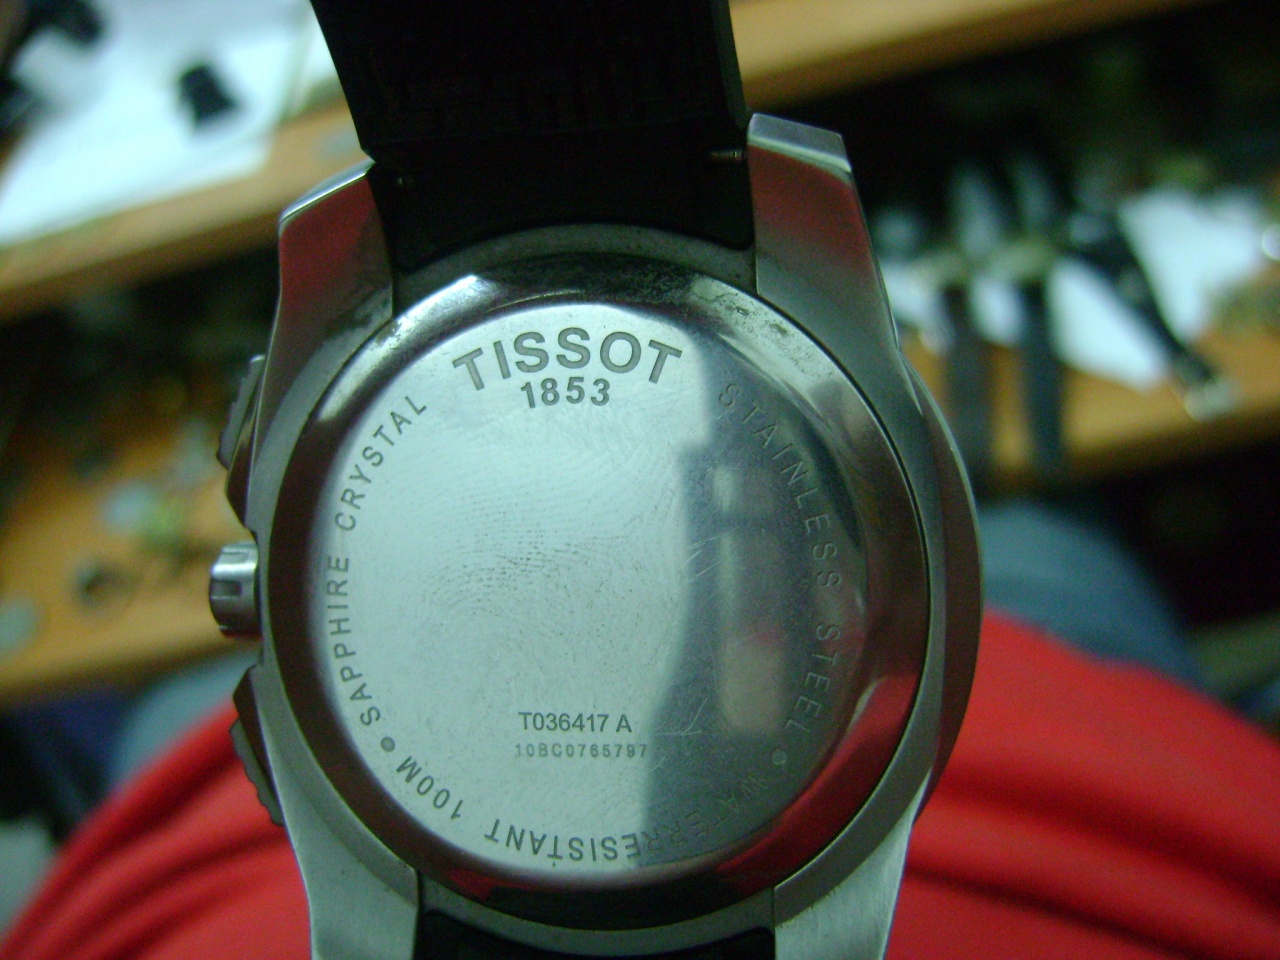 TISSOT
1853
STAINLESS STEEL • WATERRESISTANT 100M • SAPPHIRE CRYSTAL
T036417 A
10BC0765797